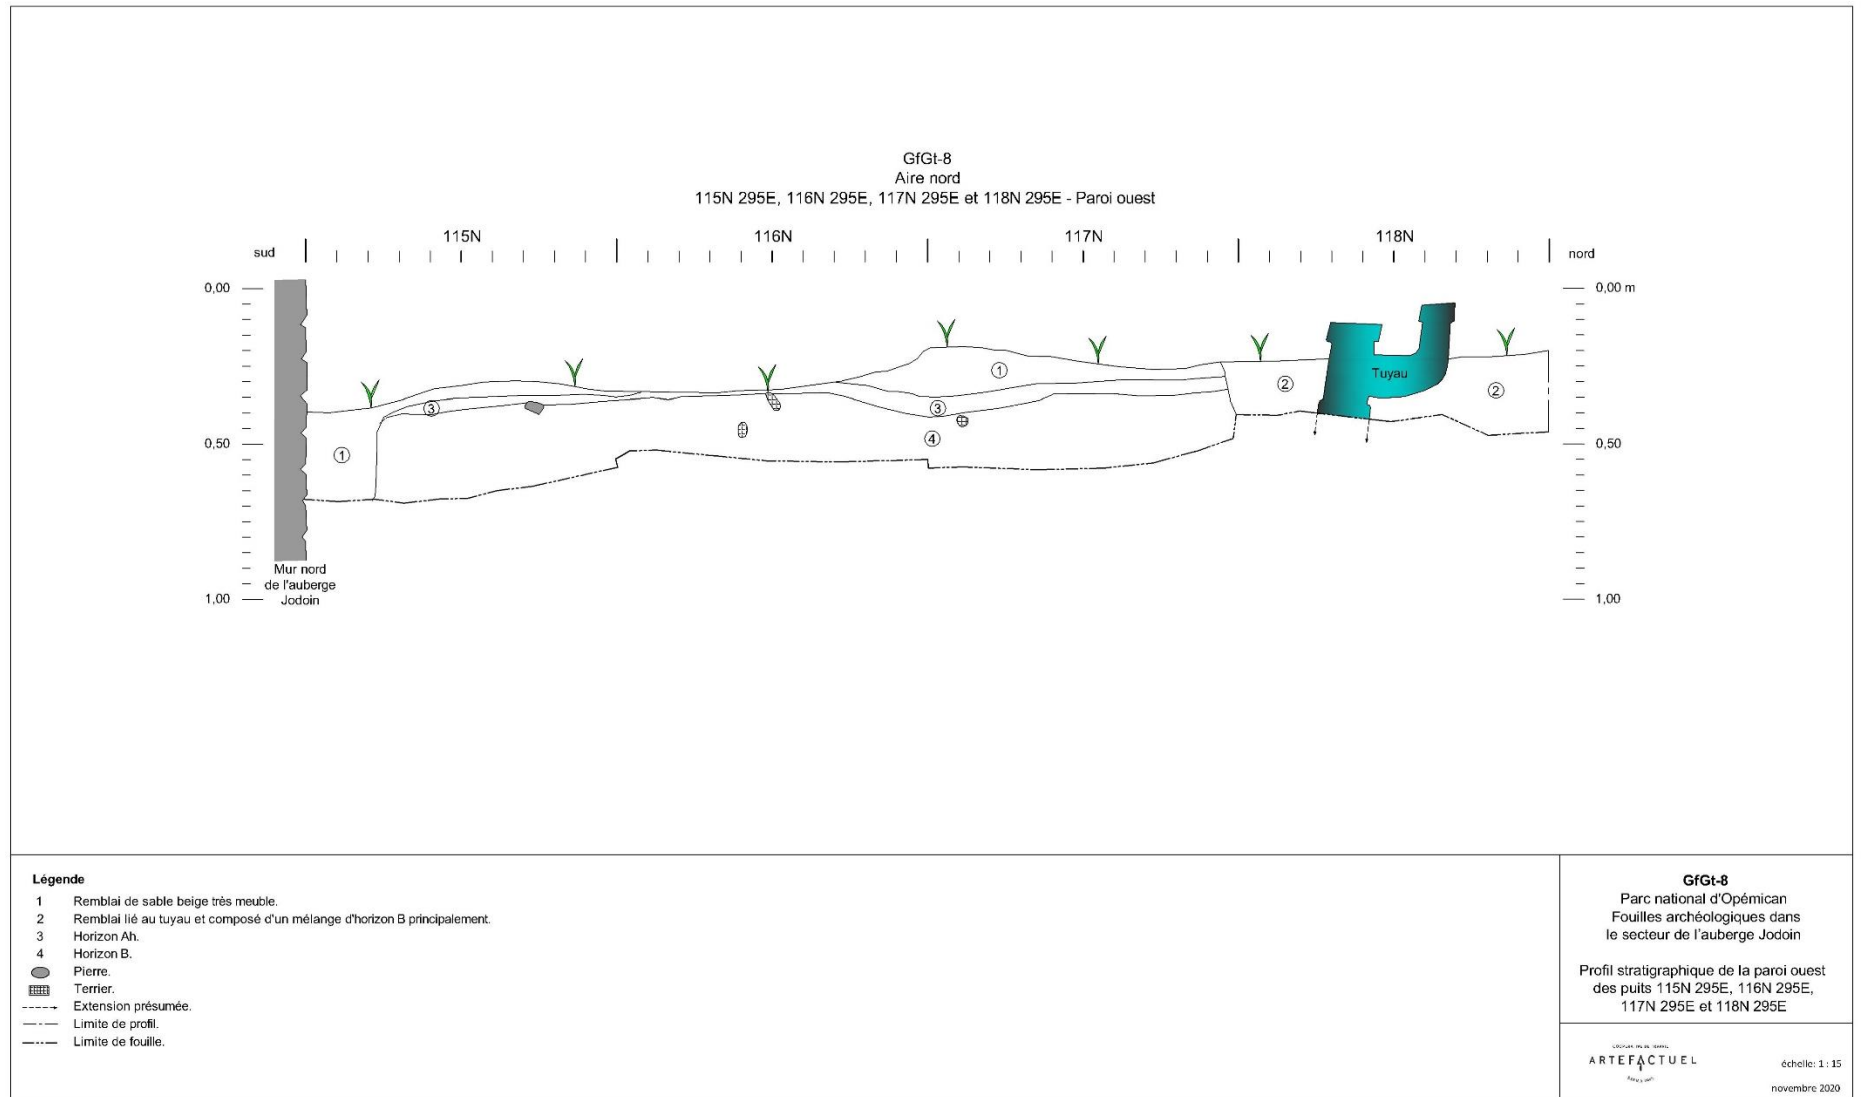 GfGt-8
Aire nord
115N 295E, 116N 295E, 117N 295E et 118N 295E - Paroi ouest
115N 116N 117N 118N
sud nord
0,00 0,00 m
Tuyau
1 2 2
3 3
4
1
0,50 0,50
1,00 1,00
Mur nord
de l'auberge
Jodoin
Légende
1 Remblai de sable beige très meuble.
2 Remblai lié au tuyau et composé d'un mélange d'horizon B principalement.
3 Horizon Ah.
4 Horizon B.
Pierre.
Terrier.
Extension présumée.
Limite de profil.
Limite de fouille.
GfGt-8
Parc national d'Opémican
Fouilles archéologiques dans
le secteur de l'auberge Jodoin
Profil stratigraphique de la paroi ouest
des puits 115N 295E, 116N 295E,
117N 295E et 118N 295E
ARTEFACTUEL
échelle: 1 : 15
novembre 2020